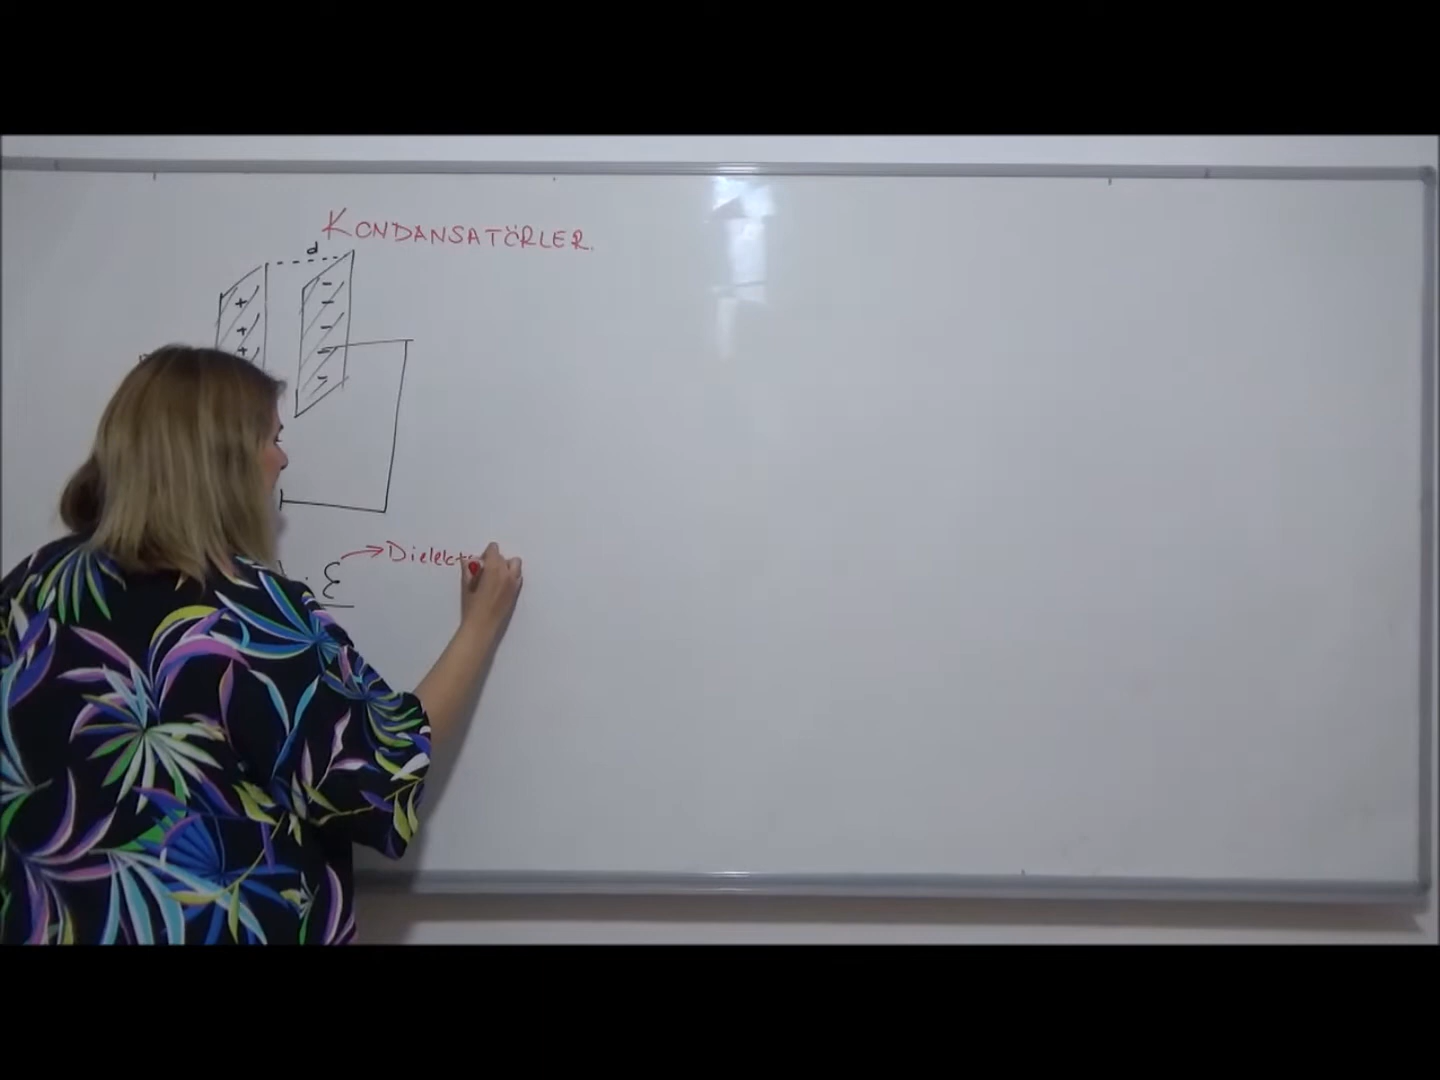 KONDANSATÖRLER.
d
+ -
+ -
+ -
-
-
. ε → Dielekt